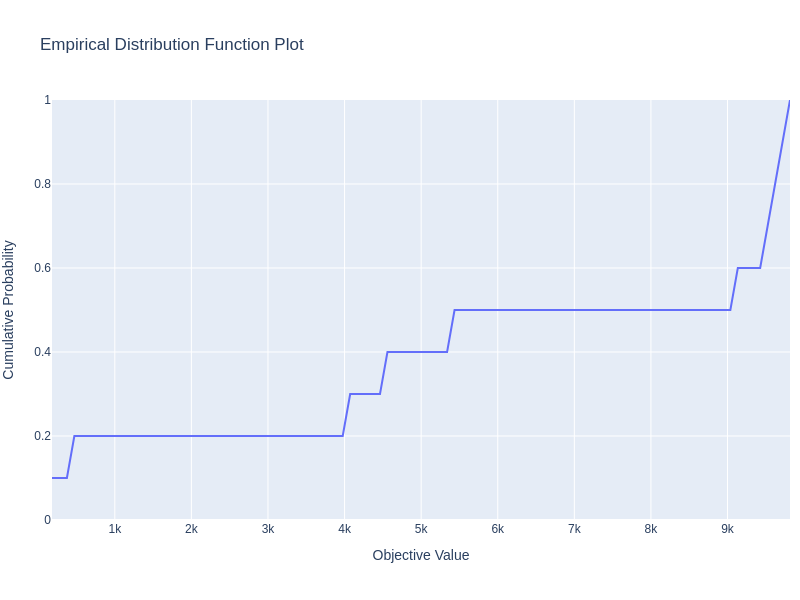 Empirical Distribution Function Plot
Cumulative Probability
1
0.8
0.6
0.4
0.2
0
1k 2k 3k 4k 5k 6k 7k 8k 9k
Objective Value